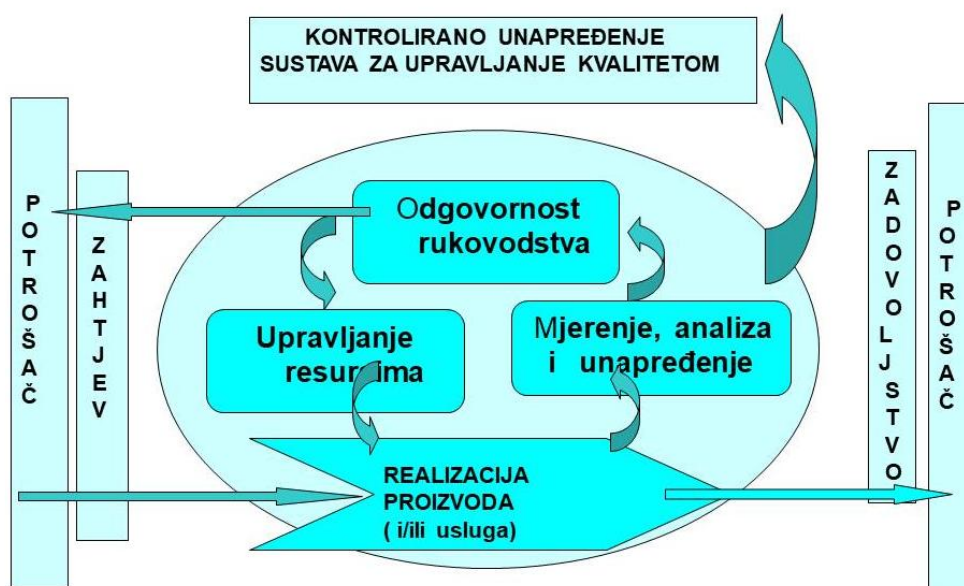 KONTROLIRANO UNAPREĐENJE
SUSTAVA ZA UPRAVLJANJE KVALITETOM
POTROŠAČ
ZAHTJEV
Odgovornost
rukovodstva
Upravljanje
resursima
Mjerenje, analiza
i unapređenje
REALIZACIJA
PROIZVODA
( i/ili usluga)
ZADOVOLJSTVO
POTROŠAČ